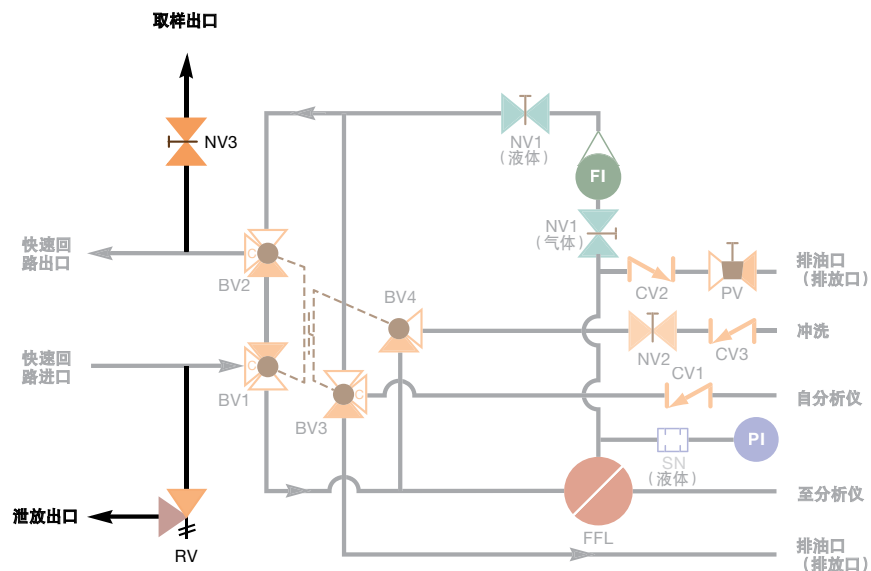 取样出口
NV3
NV1
（液体）
FI
快速回
路出口
C
BV2
NV1
（气体）
CV2
PV
排油口
（排放口）
BV4
NV2
CV3
冲洗
快速回
路进口
C
BV1
BV3
C
CV1
自分析仪
SN
（液体）
PI
泄放出口
RV
FFL
至分析仪
排油口
（排放口）